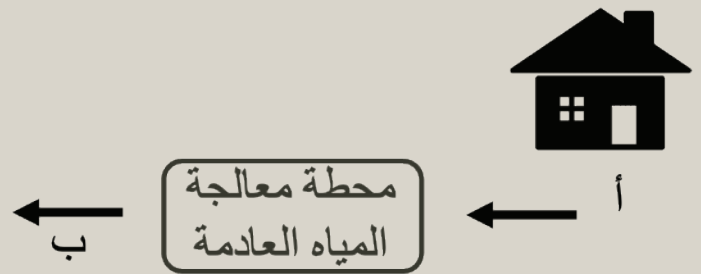 أ
محطة معالجة
المياه العادمة
ب